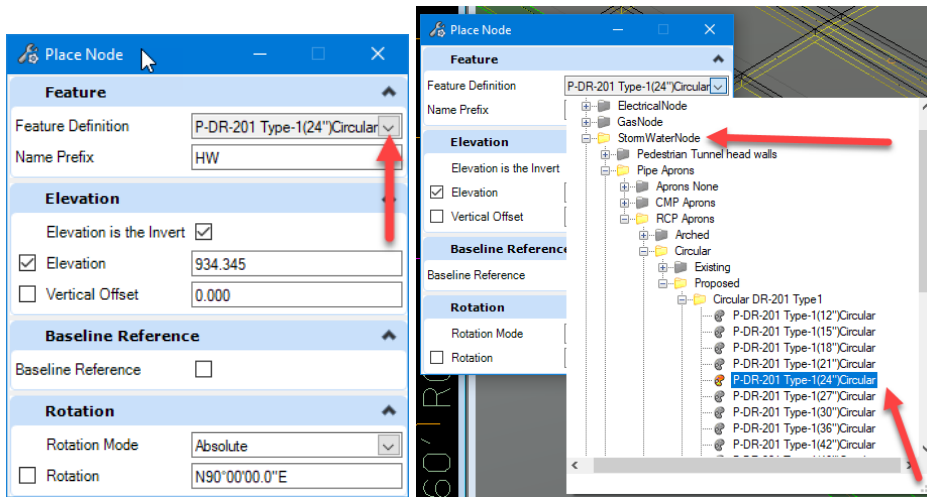 Place Node
Feature
Feature Definition
P-DR-201 Type-1(24")Circular
Name Prefix
HW
Elevation
Elevation is the Invert
Elevation
934.345
Vertical Offset
0.000
Baseline Reference
Baseline Reference
Rotation
Rotation Mode
Absolute
Rotation
N90°00'00.0"E
Place Node
Feature
Feature Definition
P-DR-201 Type-1(24")Circular
Name Prefix
Elevation
Elevation is the Invert
Elevation
Vertical Offset
Baseline Reference
Baseline Reference
Rotation
Rotation Mode
Rotation
ElectricalNode
GasNode
StormWaterNode
Pedestrian Tunnel head walls
Pipe Aprons
Aprons None
CMP Aprons
RCP Aprons
Arched
Circular
Existing
Proposed
Circular DR-201 Type1
P-DR-201 Type-1(12")Circular
P-DR-201 Type-1(15")Circular
P-DR-201 Type-1(18")Circular
P-DR-201 Type-1(21")Circular
P-DR-201 Type-1(24")Circular
P-DR-201 Type-1(27")Circular
P-DR-201 Type-1(30")Circular
P-DR-201 Type-1(36")Circular
P-DR-201 Type-1(42")Circular